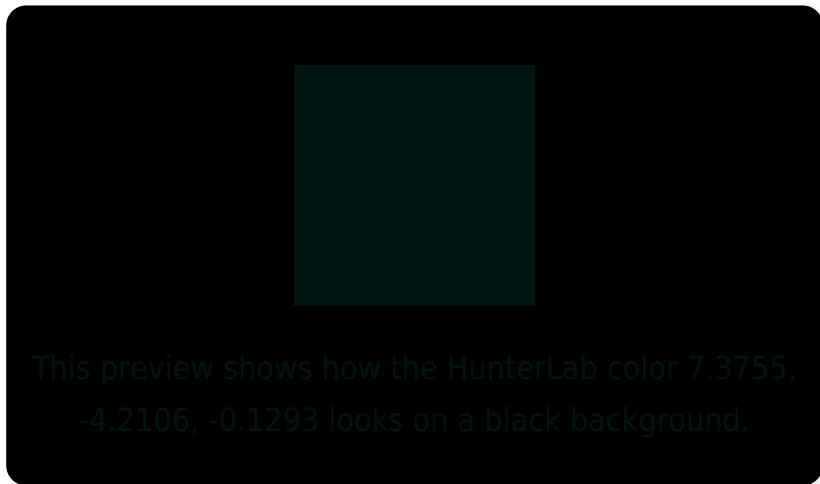 This preview shows how the HunterLab color 7.3755,
-4.2106, -0.1293 looks on a black background.